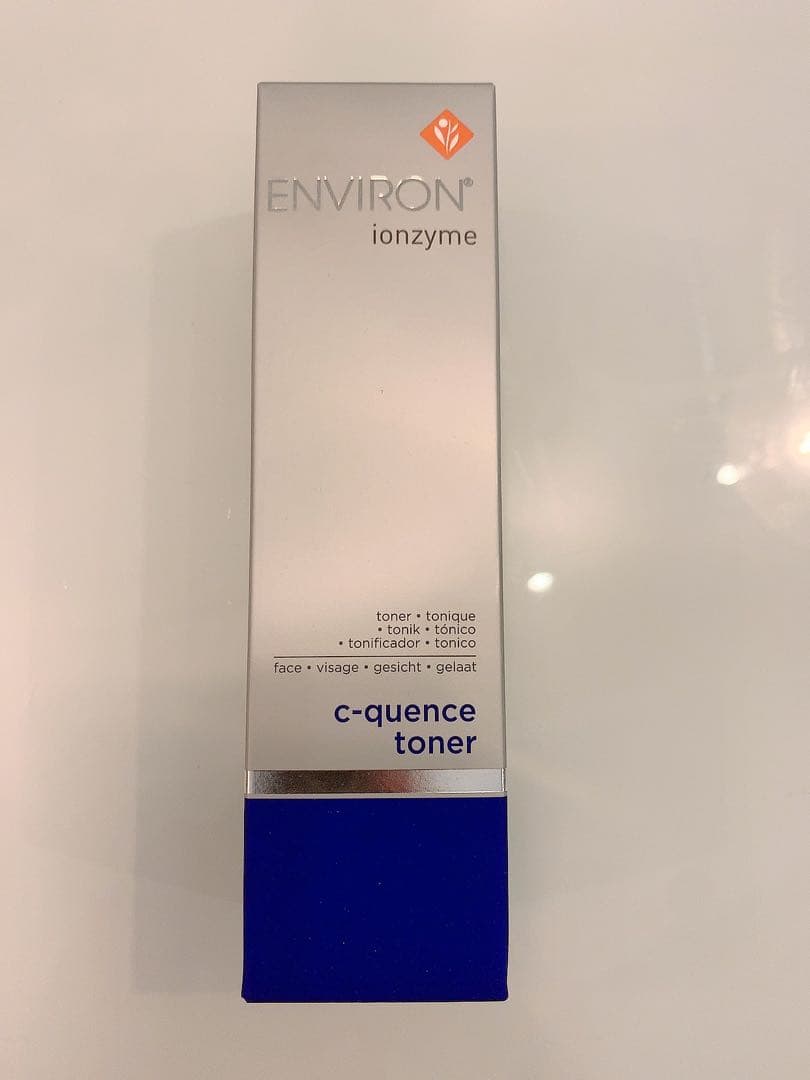 ENVIRON®
ionzyme
toner • tonique
• tonik • tónico
• tonificador • tonico
face • visage • gesicht • gelaat
c-quence
toner